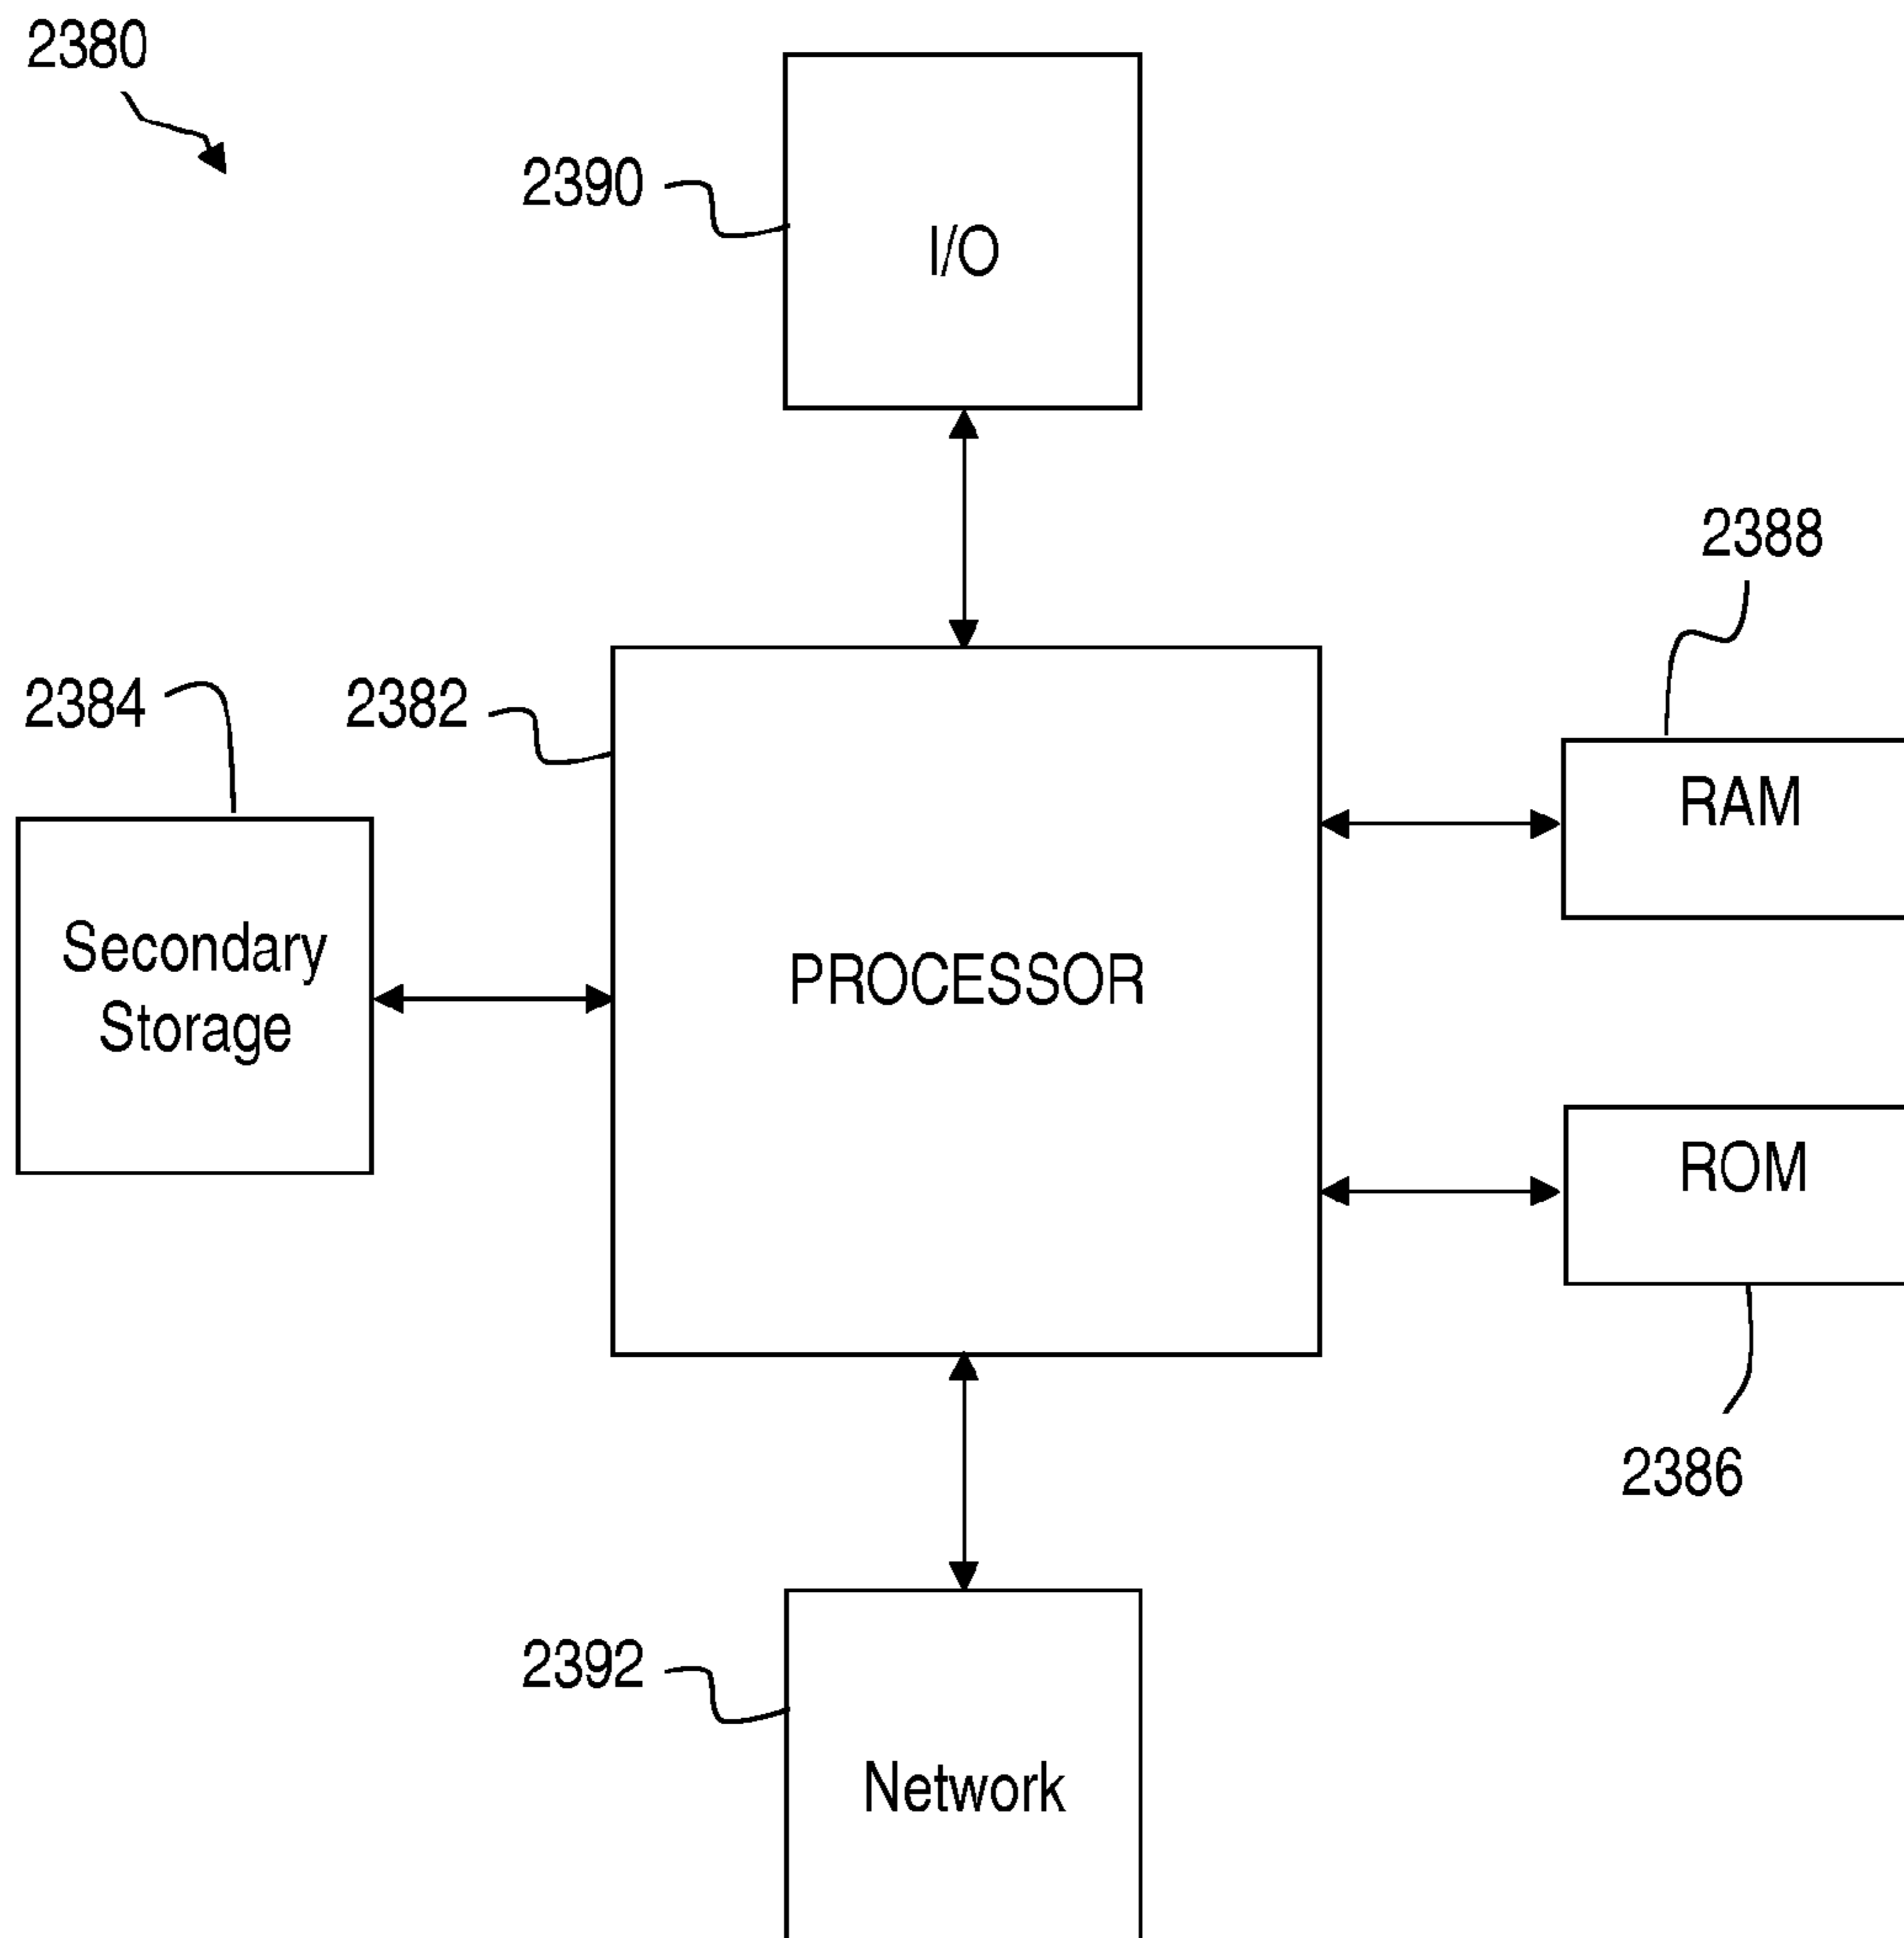 2380
2390
I/O
2388
2384
2382
RAM
Secondary
Storage
PROCESSOR
ROM
2386
2392
Network